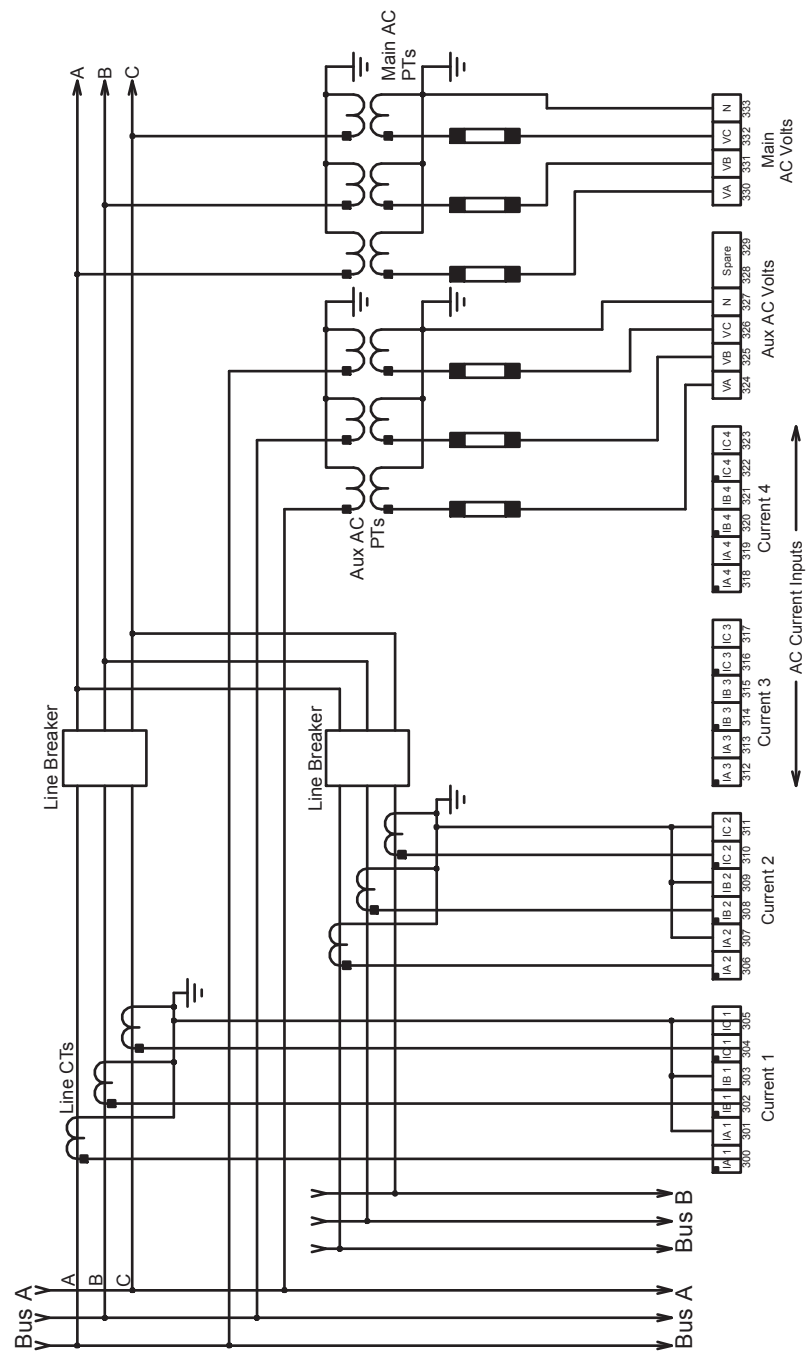 A
B
C
Main AC
PTs
Aux AC
PTs
Line Breaker
Line Breaker
Line CTs
A
B
C
Bus A
Bus A
Bus B
IA 1
IA 1
IB 1
IB 1
IC 1
IC 1
300
301
302
303
304
305
Current 1
IA 2
IA 2
IB 2
IB 2
IC 2
IC 2
306
307
308
309
310
311
Current 2
IA 3
IA 3
IB 3
IB 3
IC 3
IC 3
312
313
314
315
316
317
Current 3
IA 4
IA 4
IB 4
IB 4
IC 4
IC 4
318
319
320
321
322
323
Current 4
AC Current Inputs
VA
VB
VC
N
Spare
324
325
326
327
328
329
Aux AC Volts
VA
VB
VC
N
330
331
332
333
Main
AC Volts